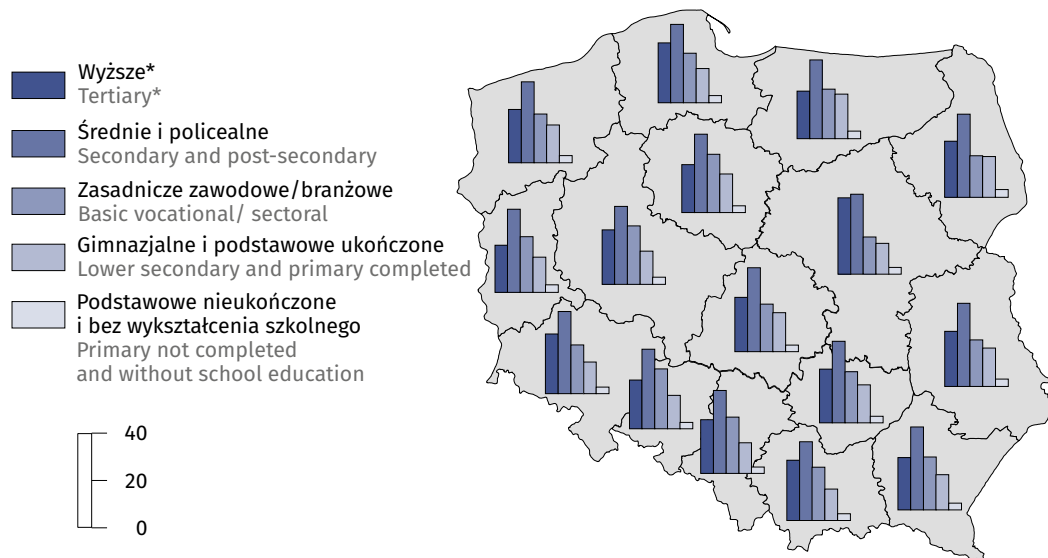 Wyższe*
Tertiary*
Średnie i policealne
Secondary and post-secondary
Zasadnicze zawodowe/branżowe
Basic vocational/ sectoral
Gimnazjalne i podstawowe ukończone
Lower secondary and primary completed
Podstawowe nieukończone
i bez wykształcenia szkolnego
Primary not completed
and without school education
40
20
0